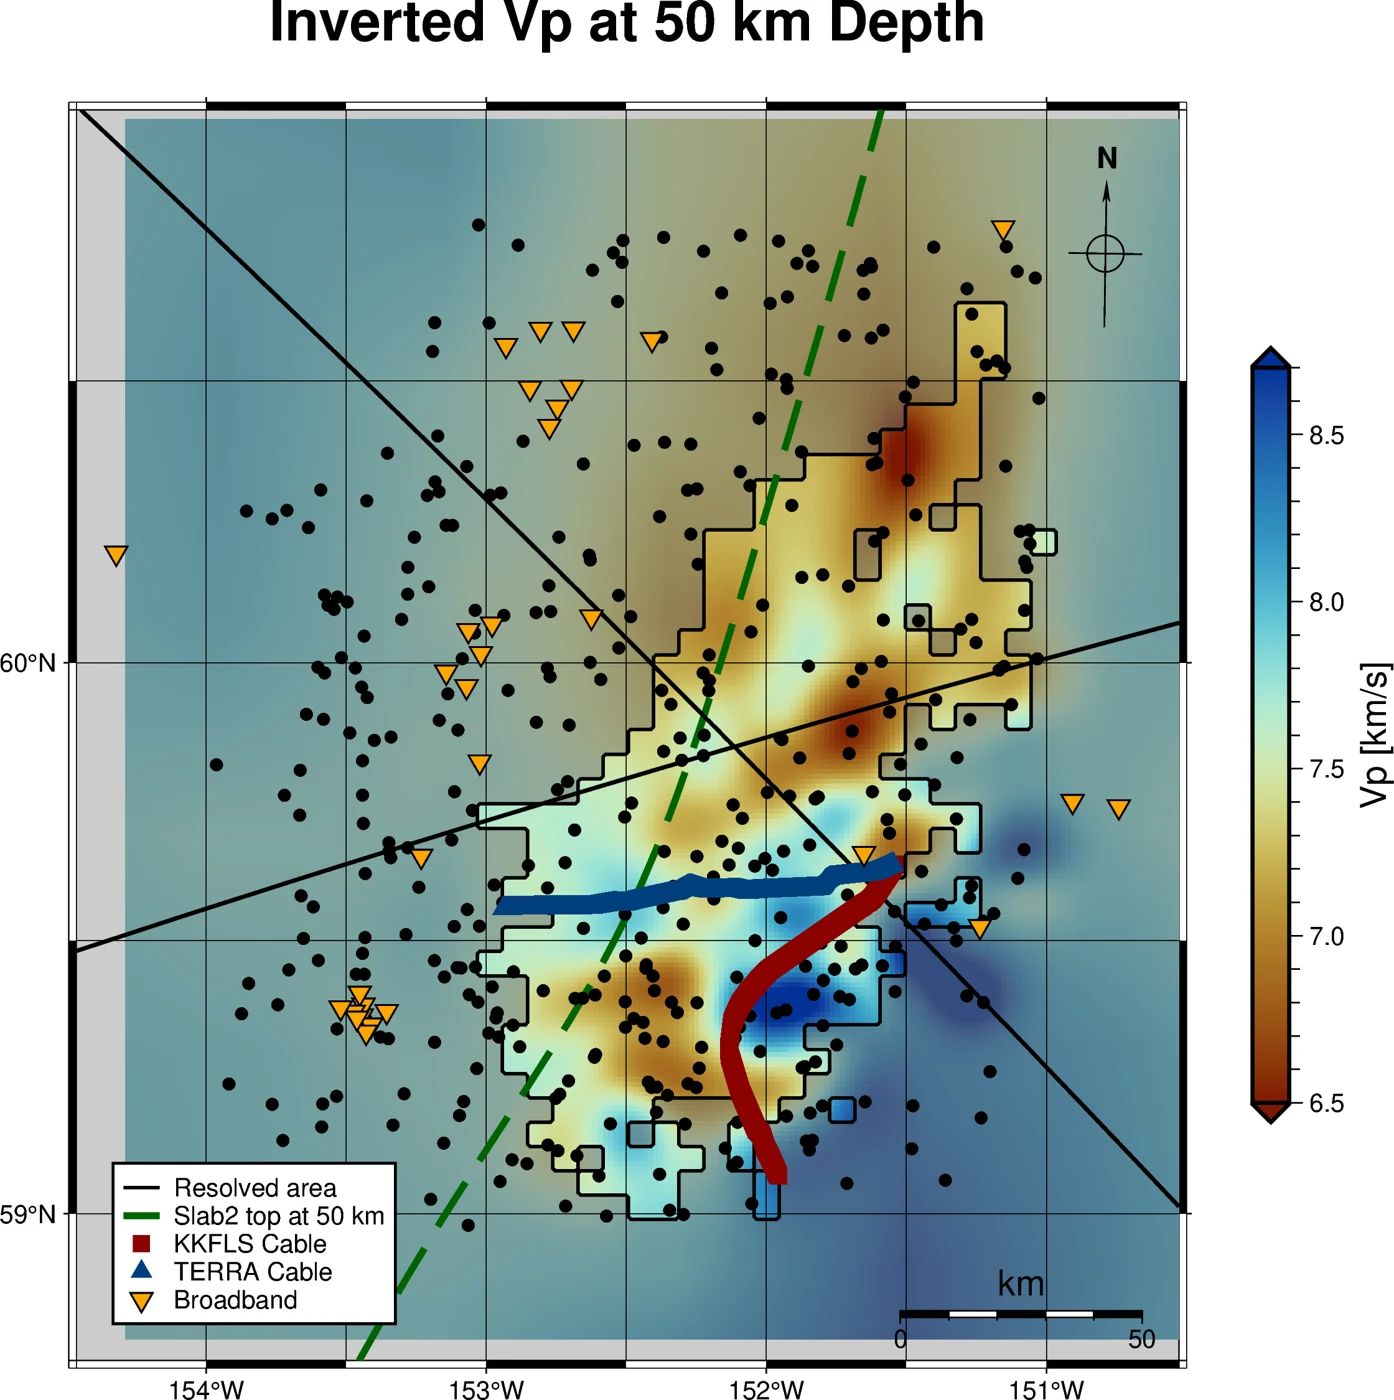 Inverted Vp at 50 km Depth
N
8.5
8.0
7.5
7.0
6.5
Vp [km/s]
60°N
59°N
Resolved area
Slab2 top at 50 km
KKFLS Cable
TERRA Cable
Broadband
km
0 50
154°W 153°W 152°W 151°W